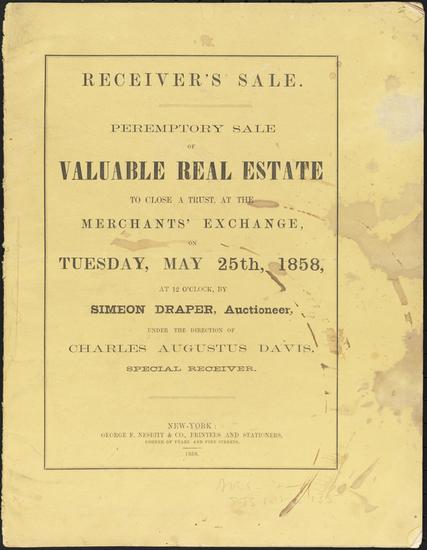 RECEIVER'S SALE.
PEREMPTORY SALE
OF
VALUABLE REAL ESTATE
TO CLOSE A TRUST, AT THE
MERCHANTS' EXCHANGE,
ON
TUESDAY, MAY 25th, 1858,
AT 12 O'CLOCK, BY
SIMEON DRAPER, Auctioneer,
UNDER THE DIRECTION OF
CHARLES AUGUSTUS DAVIS,
SPECIAL RECEIVER.
NEW-YORK:
GEORGE F. NESBITT & CO., PRINTERS AND STATIONERS,
CORNER OF PEARL AND PINE STREETS.
1858.